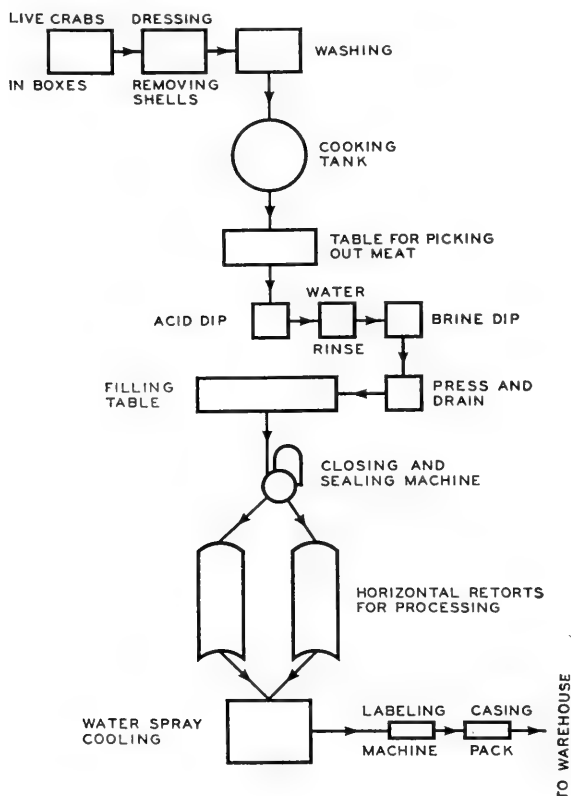 LIVE CRABS
IN BOXES
DRESSING
REMOVING
SHELLS
WASHING
COOKING
TANK
TABLE FOR PICKING
OUT MEAT
ACID DIP
WATER
RINSE
BRINE DIP
PRESS AND
DRAIN
FILLING
TABLE
CLOSING AND
SEALING MACHINE
HORIZONTAL RETORTS
FOR PROCESSING
WATER SPRAY
COOLING
LABELING
MACHINE
CASING
PACK
TO WAREHOUSE